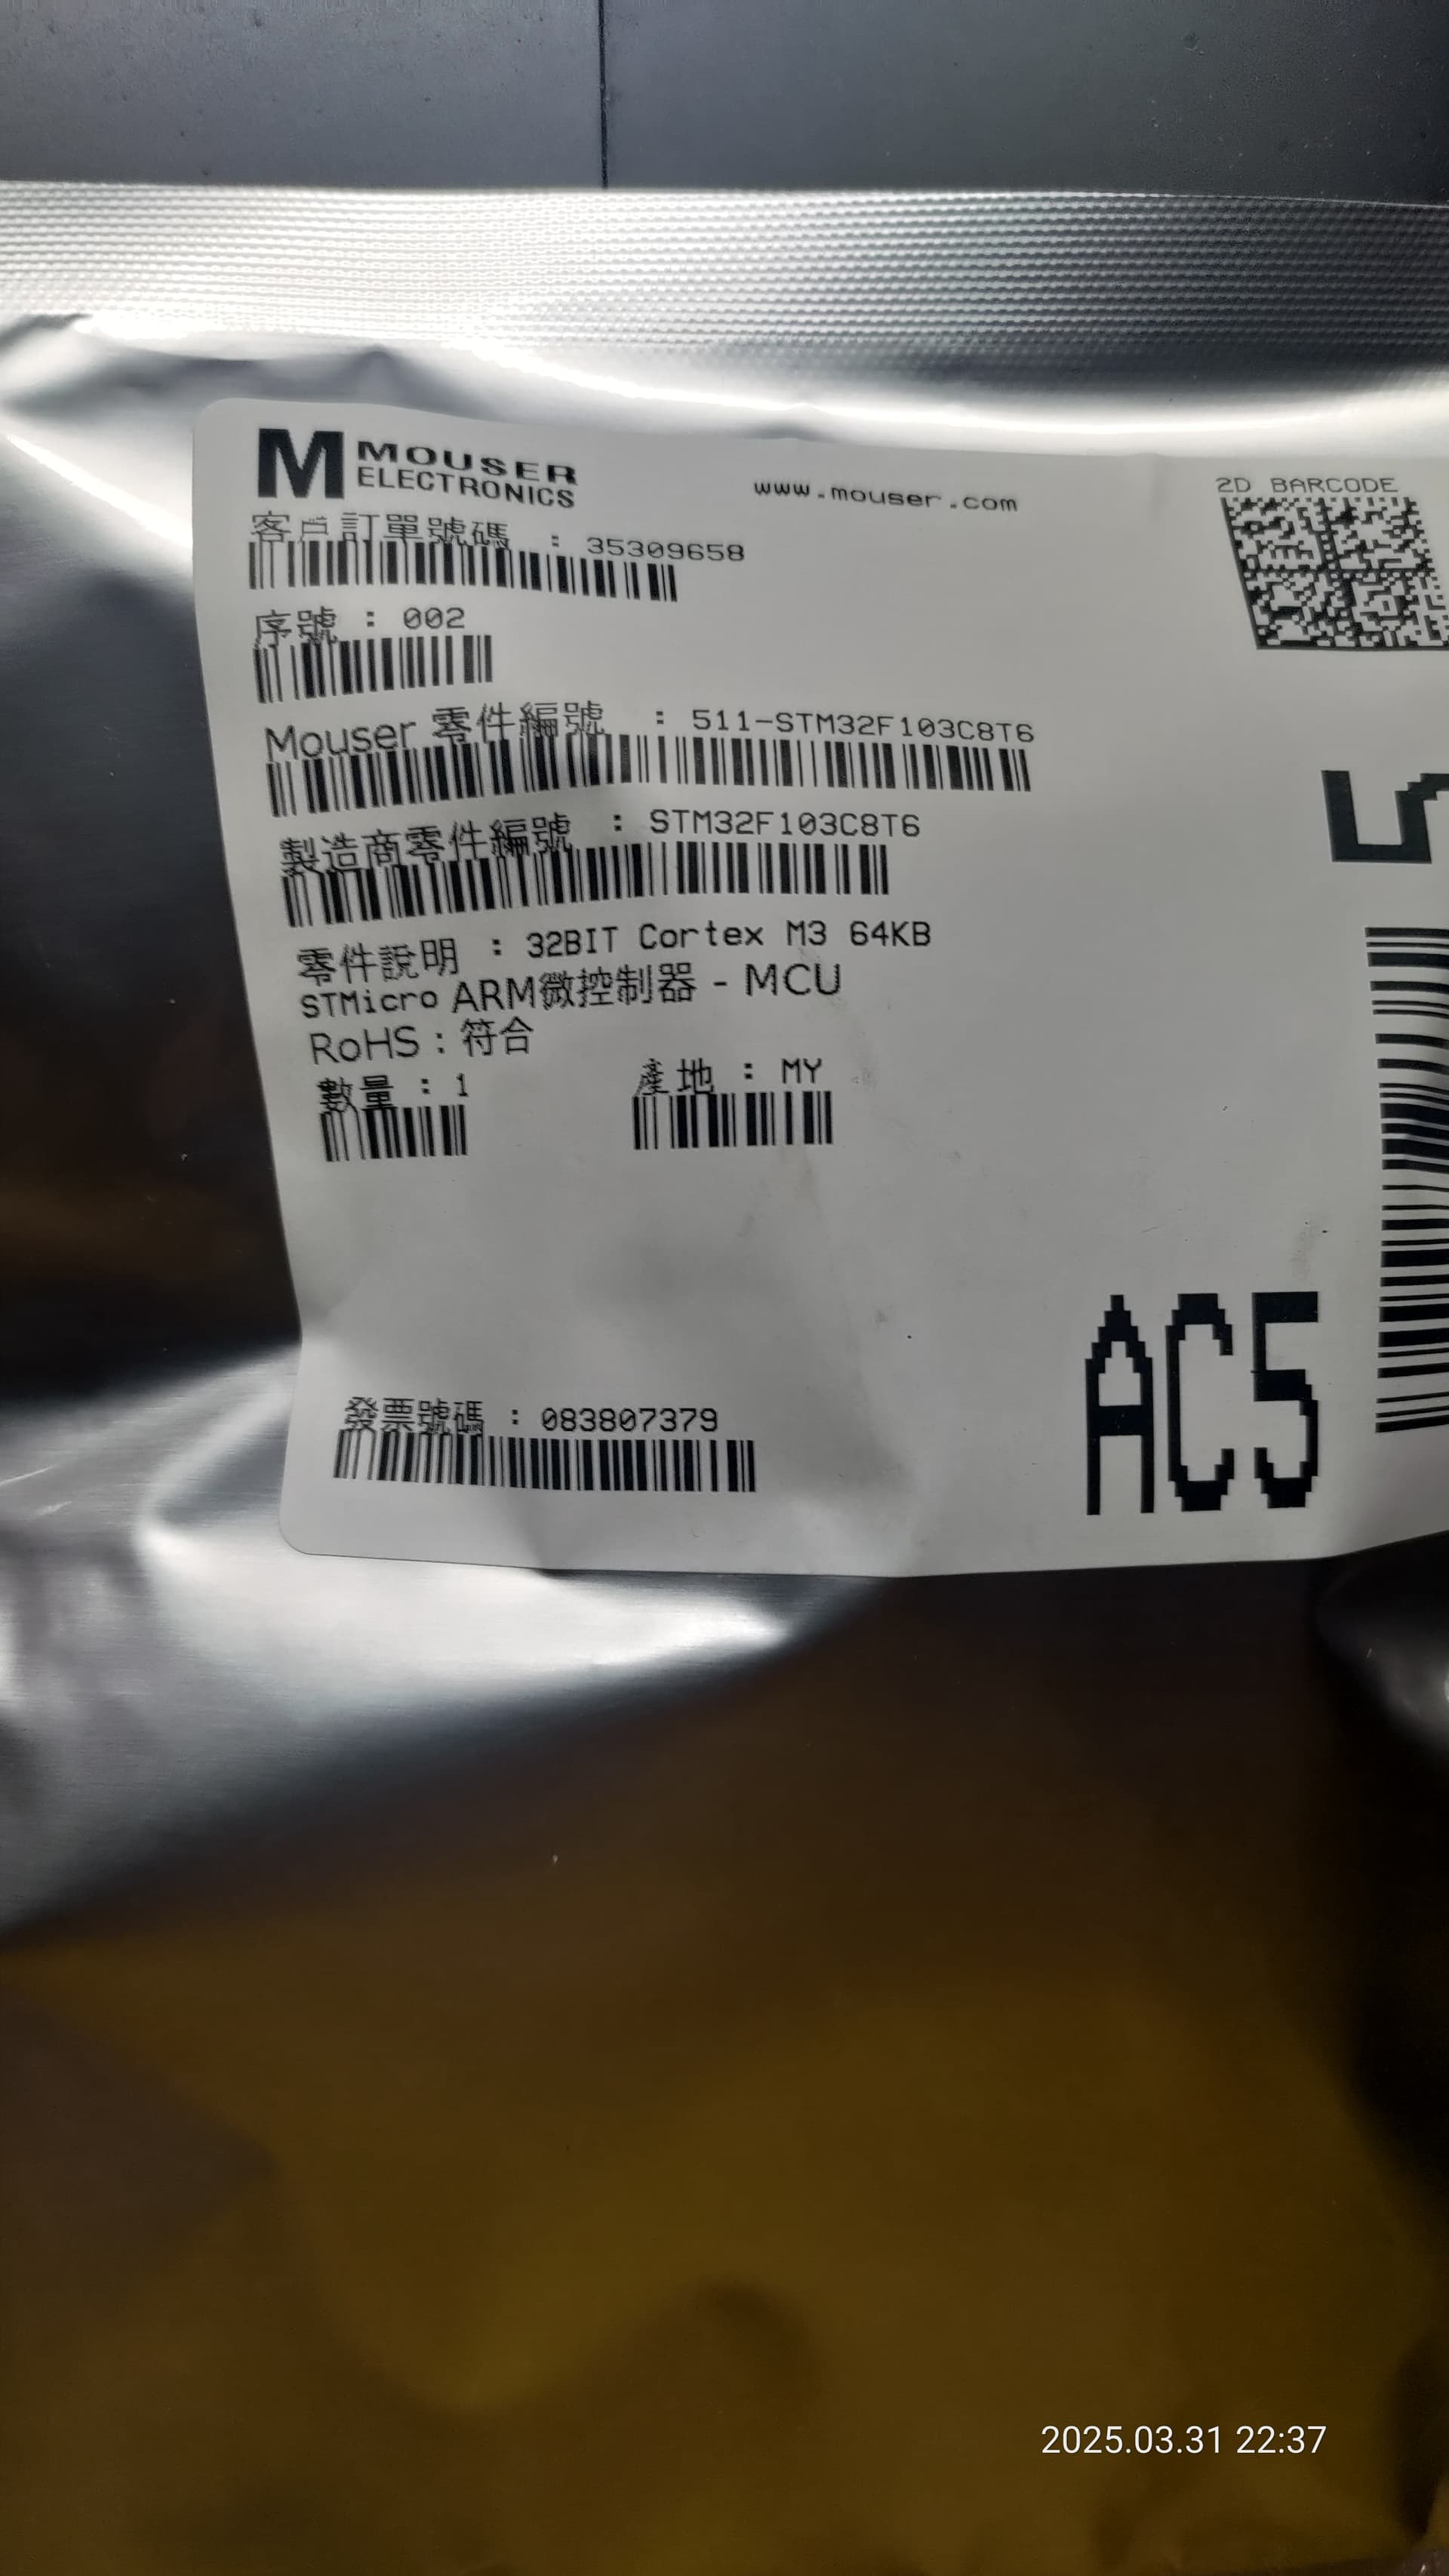 M MOUSER
ELECTRONICS
www.mouser.com
2D BARCODE
客戶訂單號碼 : 35309658
序號 : 002
Mouser 零件編號 : 511-STM32F103C8T6
製造商零件編號 : STM32F103C8T6
零件說明 : 32BIT Cortex M3 64KB
STMicro ARM微控制器 - MCU
RoHS : 符合
數量 : 1
產地 : MY
AC5
發票號碼 : 083807379
2025.03.31 22:37